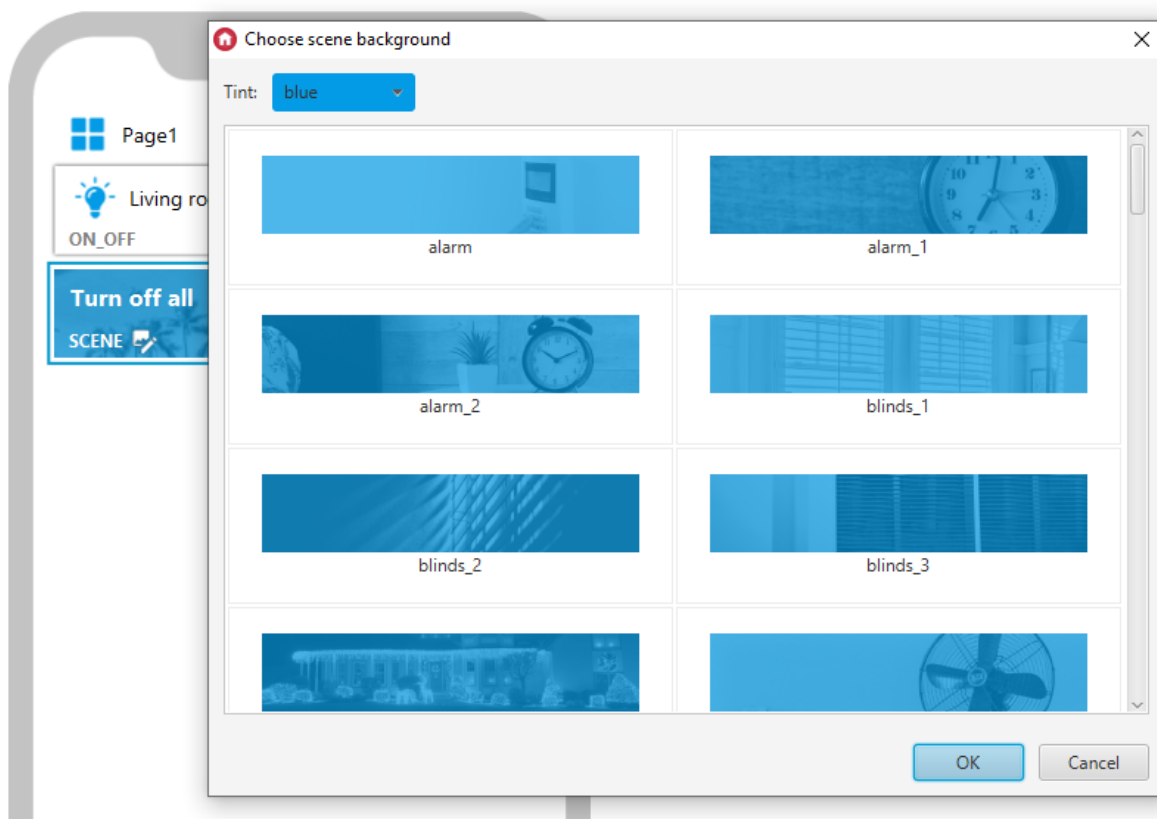 Choose scene background
Tint: blue
Page1
Living ro
ON_OFF
Turn off all
SCENE
alarm
alarm_1
alarm_2
blinds_1
blinds_2
blinds_3
OK
Cancel